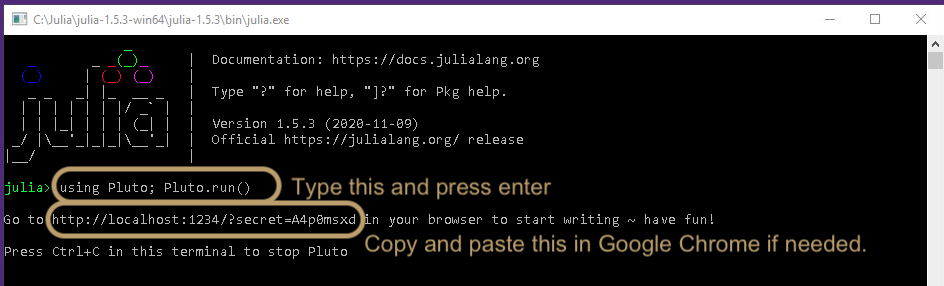 C:\Julia\julia-1.5.3-win64\julia-1.5.3\bin\julia.exe
Documentation: https://docs.julialang.org
Type "?" for help, "]?" for Pkg help.
Version 1.5.3 (2020-11-09)
Official https://julialang.org/ release
julia> using Pluto; Pluto.run() Type this and press enter
Go to http://localhost:1234/?secret=A4p0msxd in your browser to start writing ~ have fun!
Copy and paste this in Google Chrome if needed.
Press Ctrl+C in this terminal to stop Pluto